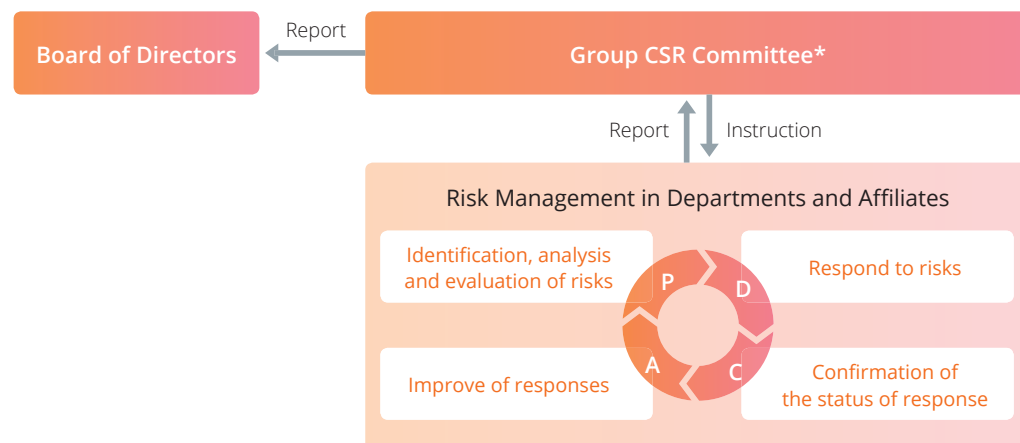 Report
Board of Directors
Group CSR Committee*
Report
Instruction
Risk Management in Departments and Affiliates
Identification, analysis
and evaluation of risks
P
D
Respond to risks
Improve of responses
A
C
Confirmation of
the status of response